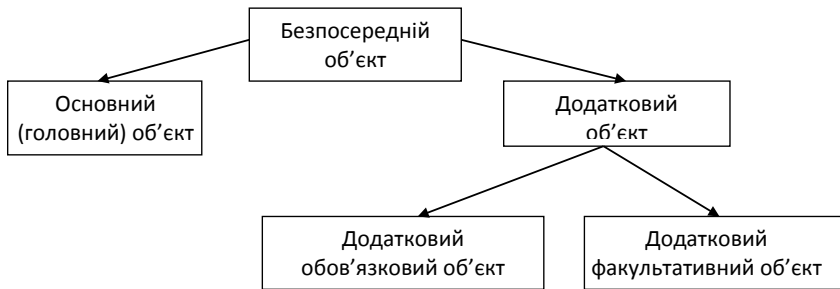 Безпосередній
об’єкт
Основний
(головний) об’єкт
Додатковий
об’єкт
Додатковий
обов’язковий об’єкт
Додатковий
факультативний об’єкт